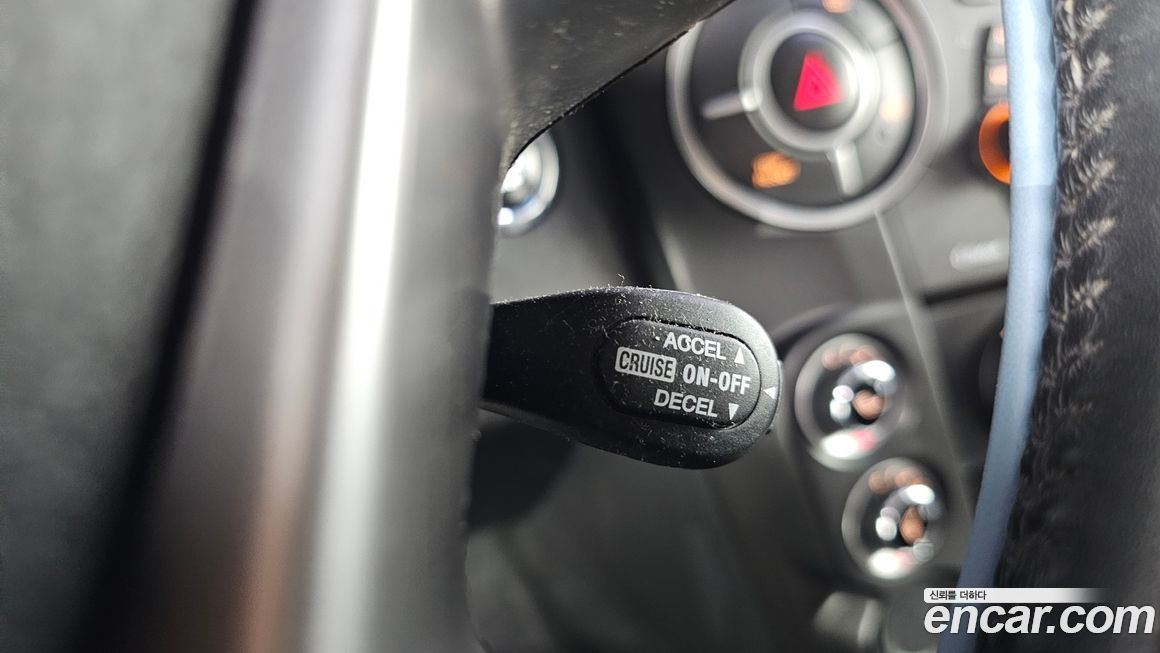 ACCEL ▲
CRUISE ON-OFF ◀
DECEL ▼
신뢰를 더하다
encar.com